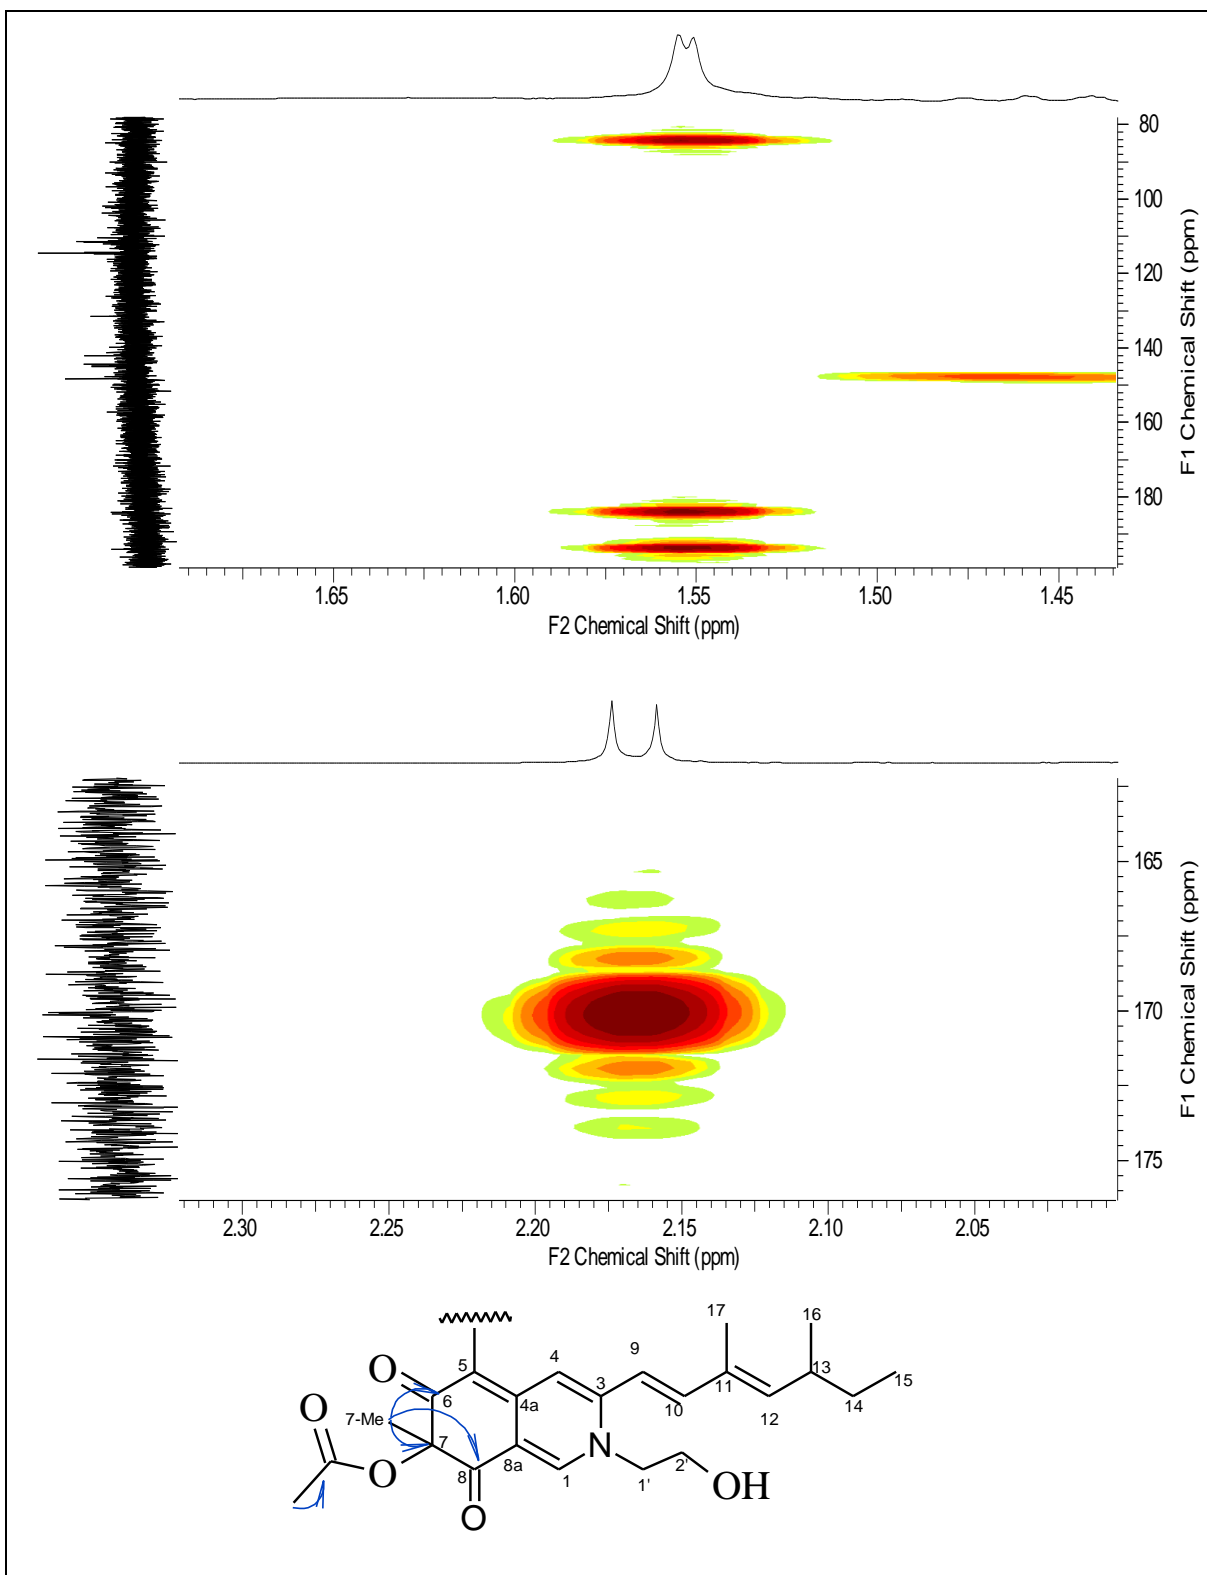 80
100
120
140
160
180
F1 Chemical Shift (ppm)
1.65 1.60 1.55 1.50 1.45
F2 Chemical Shift (ppm)
165
170
175
F1 Chemical Shift (ppm)
2.30 2.25 2.20 2.15 2.10 2.05
F2 Chemical Shift (ppm)
17 16
O 5 4 9 13 15
6 4a 3 10 11 12 14
O 7-Me 7 N 2'
O 8 8a 1 1' OH
O